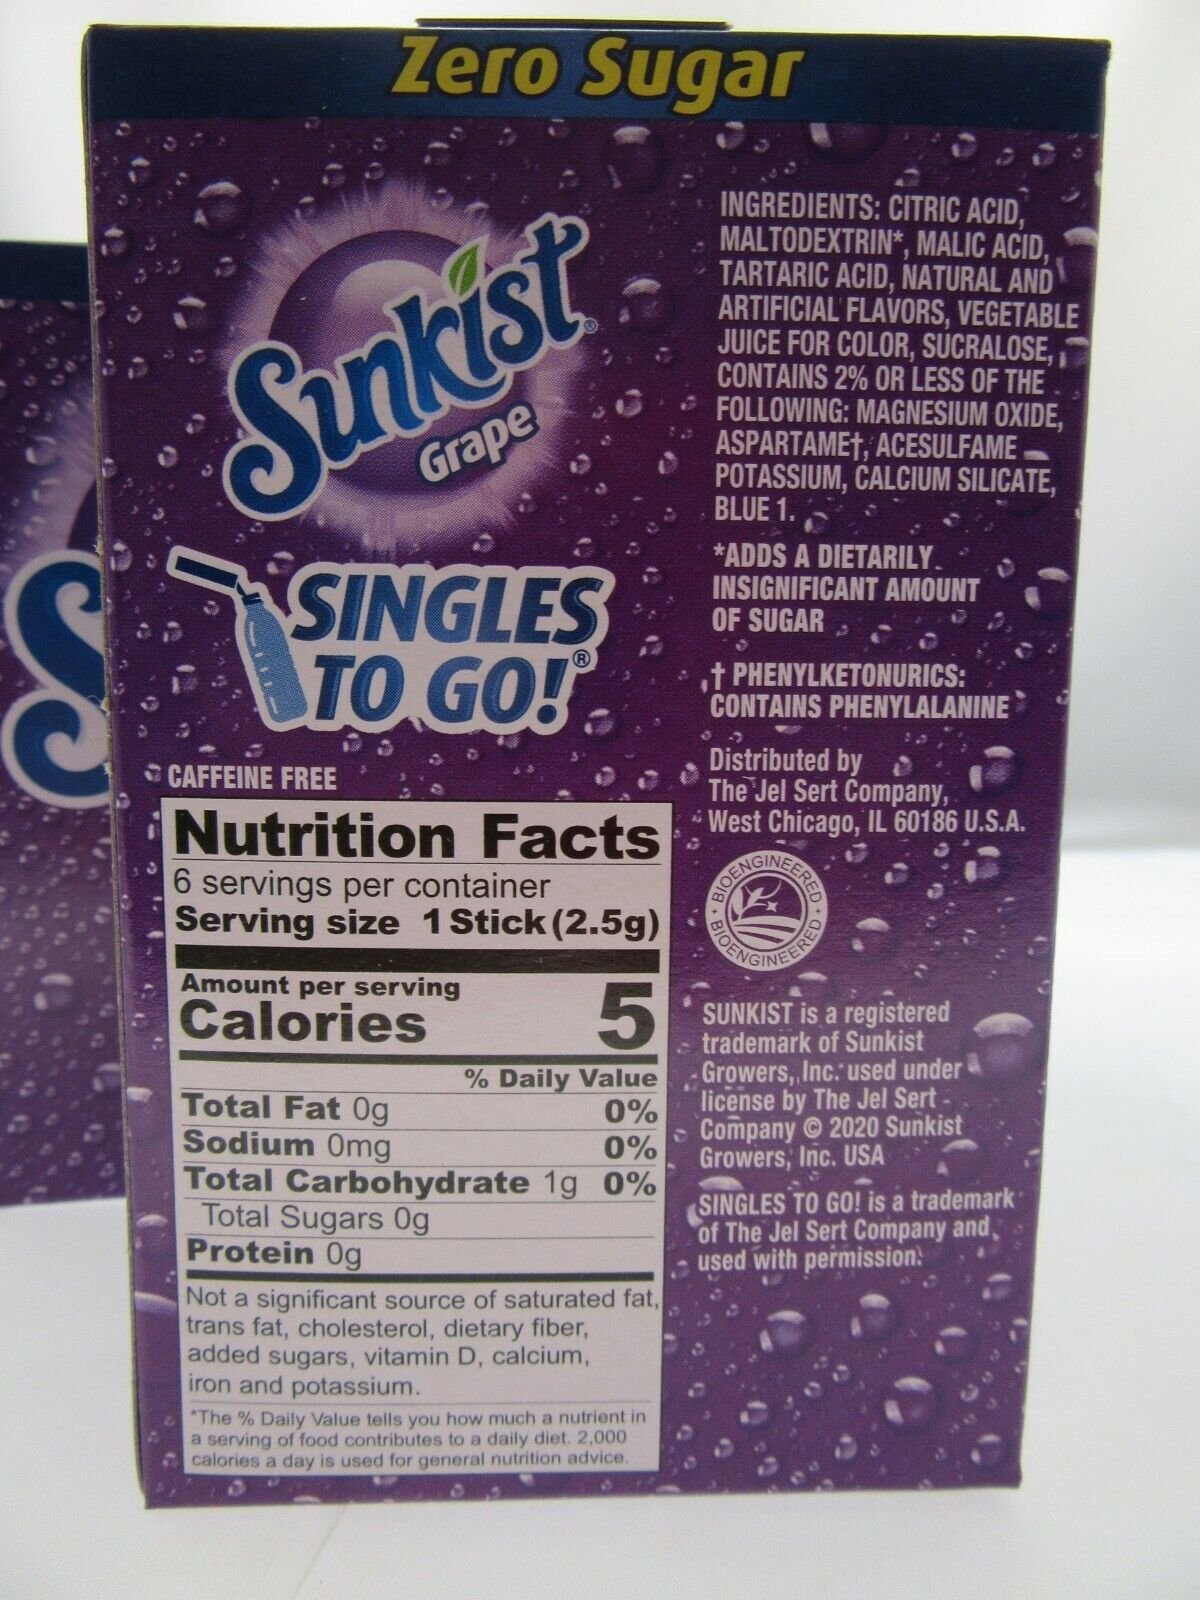 Zero Sugar
Sunkist®
Grape
SINGLES
TO GO!®
CAFFEINE FREE
Nutrition Facts
6 servings per container
Serving size 1 Stick (2.5g)
Amount per serving
Calories 5
% Daily Value
Total Fat 0g 0%
Sodium 0mg 0%
Total Carbohydrate 1g 0%
Total Sugars 0g
Protein 0g
Not a significant source of saturated fat,
trans fat, cholesterol, dietary fiber,
added sugars, vitamin D, calcium,
iron and potassium.
*The % Daily Value tells you how much a nutrient in
a serving of food contributes to a daily diet. 2,000
calories a day is used for general nutrition advice.
INGREDIENTS: CITRIC ACID,
MALTODEXTRIN*, MALIC ACID,
TARTARIC ACID, NATURAL AND
ARTIFICIAL FLAVORS, VEGETABLE
JUICE FOR COLOR, SUCRALOSE,
CONTAINS 2% OR LESS OF THE
FOLLOWING: MAGNESIUM OXIDE,
ASPARTAME†, ACESULFAME
POTASSIUM, CALCIUM SILICATE,
BLUE 1.
*ADDS A DIETARILY
INSIGNIFICANT AMOUNT
OF SUGAR
† PHENYLKETONURICS:
CONTAINS PHENYLALANINE
Distributed by
The Jel Sert Company,
West Chicago, IL 60186 U.S.A.
BIOENGINEERED
BIOENGINEERED
SUNKIST is a registered
trademark of Sunkist
Growers, Inc. used under
license by The Jel Sert
Company © 2020 Sunkist
Growers, Inc. USA
SINGLES TO GO! is a trademark
of The Jel Sert Company and
used with permission.
S